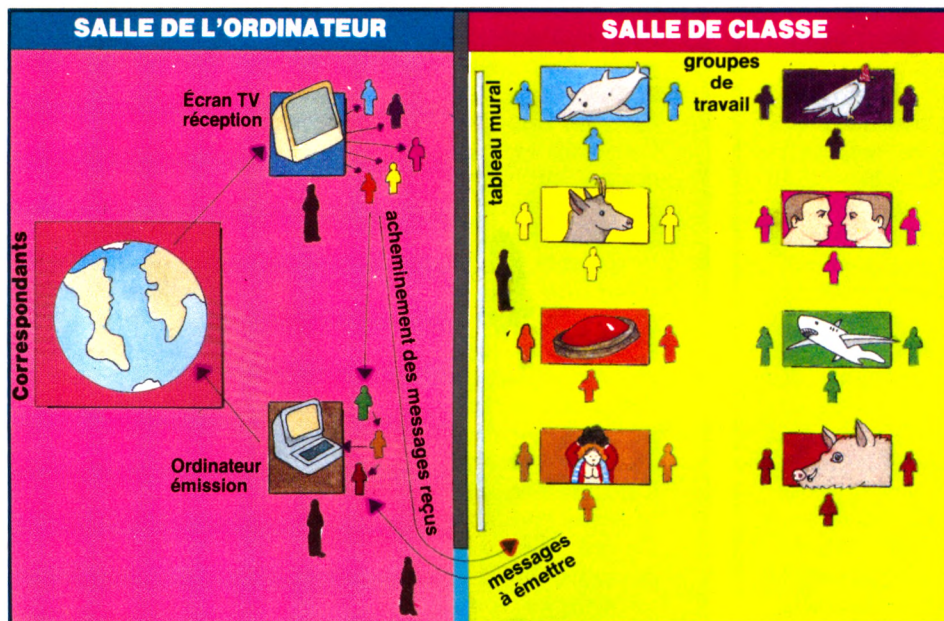 SALLE DE L'ORDINATEUR
SALLE DE CLASSE
Écran TV
réception
Correspondants
Ordinateur
émission
acheminement des messages reçus
tableau mural
groupes
de
travail
messages
à émettre